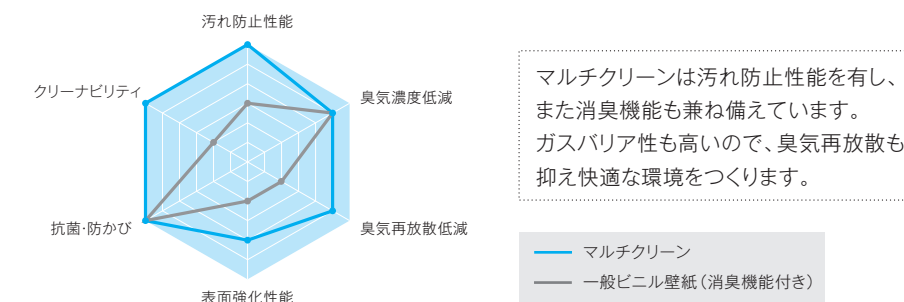 汚れ防止性能
クリーナビリティ
臭気濃度低減
抗菌・防かび
臭気再放散低減
表面強化性能
マルチクリーンは汚れ防止性能を有し、
また消臭機能も兼ね備えています。
ガスバリア性も高いので、臭気再放散も
抑え快適な環境をつくります。
マルチクリーン
一般ビニル壁紙(消臭機能付き)